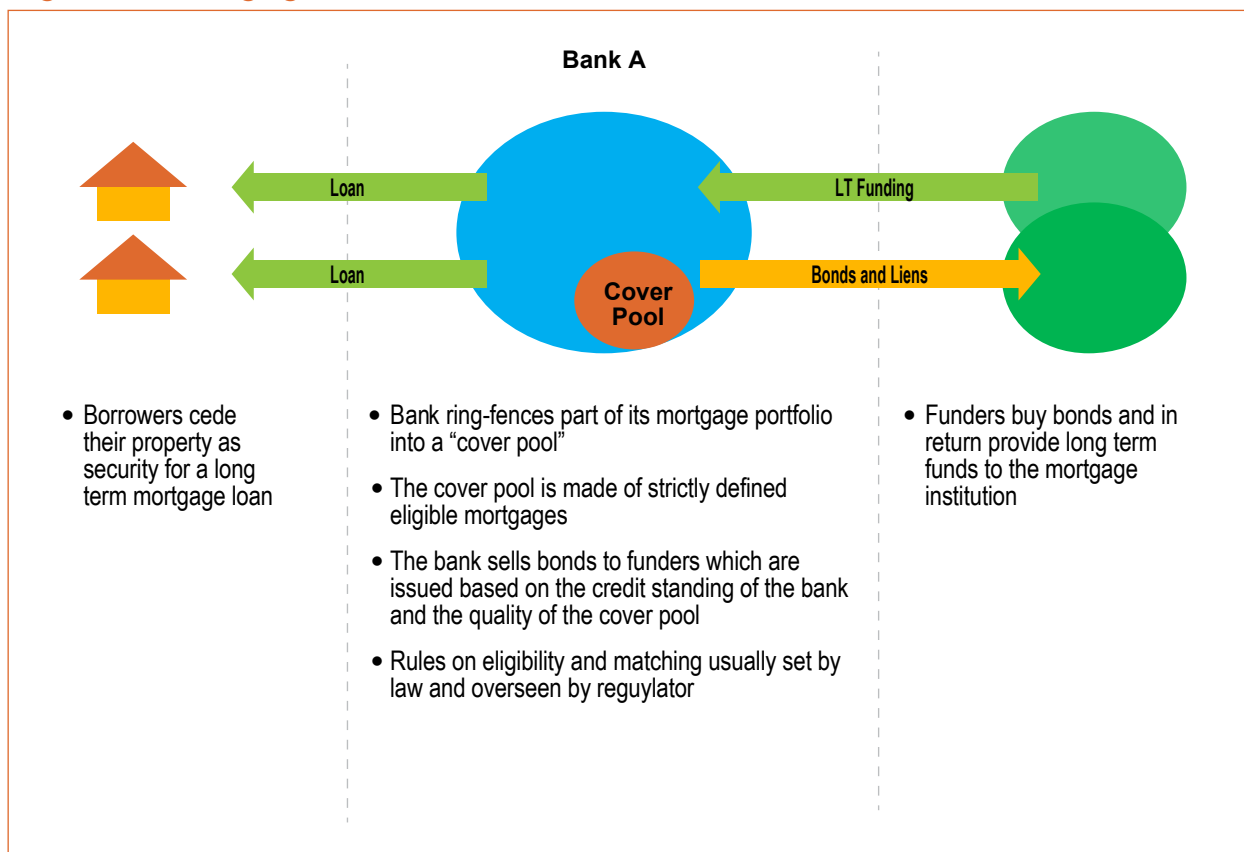 Bank A
Loan
LT Funding
Loan
Bonds and Liens
Cover
Pool
• Borrowers cede
their property as
security for a long
term mortgage loan
• Bank ring-fences part of its mortgage portfolio
into a “cover pool”
• The cover pool is made of strictly defined
eligible mortgages
• The bank sells bonds to funders which are
issued based on the credit standing of the bank
and the quality of the cover pool
• Rules on eligibility and matching usually set by
law and overseen by reguylator
• Funders buy bonds and in
return provide long term
funds to the mortgage
institution